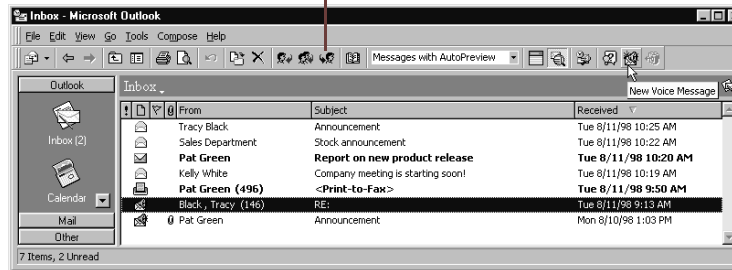 Inbox - Microsoft Outlook
File Edit View Go Tools Compose Help
Messages with AutoPreview
Outlook Inbox New Voice Message
! From Subject Received
Inbox (2)
Tracy Black Announcement Tue 8/11/98 10:25 AM
Sales Department Stock announcement Tue 8/11/98 10:22 AM
Pat Green Report on new product release Tue 8/11/98 10:20 AM
Kelly White Company meeting is starting soon! Tue 8/11/98 10:19 AM
Pat Green (496) <Print-to-Fax> Tue 8/11/98 9:50 AM
Calendar
Black, Tracy (146) RE: Tue 8/11/98 9:13 AM
Mail
Pat Green Announcement Mon 8/10/98 1:03 PM
Other
7 Items, 2 Unread